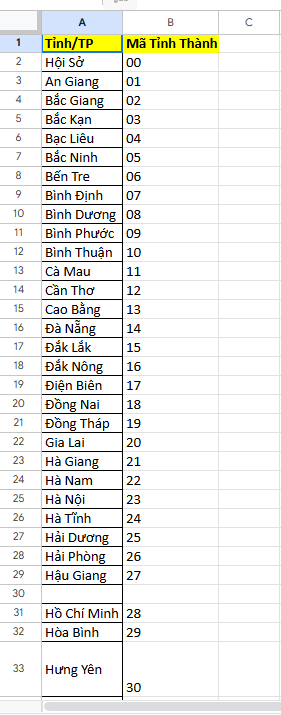 A B C
1 Tỉnh/TP Mã Tỉnh Thành
2 Hội Sở 00
3 An Giang 01
4 Bắc Giang 02
5 Bắc Kạn 03
6 Bạc Liêu 04
7 Bắc Ninh 05
8 Bến Tre 06
9 Bình Định 07
10 Bình Dương 08
11 Bình Phước 09
12 Bình Thuận 10
13 Cà Mau 11
14 Cần Thơ 12
15 Cao Bằng 13
16 Đà Nẵng 14
17 Đắk Lắk 15
18 Đắk Nông 16
19 Điện Biên 17
20 Đồng Nai 18
21 Đồng Tháp 19
22 Gia Lai 20
23 Hà Giang 21
24 Hà Nam 22
25 Hà Nội 23
26 Hà Tĩnh 24
27 Hải Dương 25
28 Hải Phòng 26
29 Hậu Giang 27
30
31 Hồ Chí Minh 28
32 Hòa Bình 29
33 Hưng Yên 30